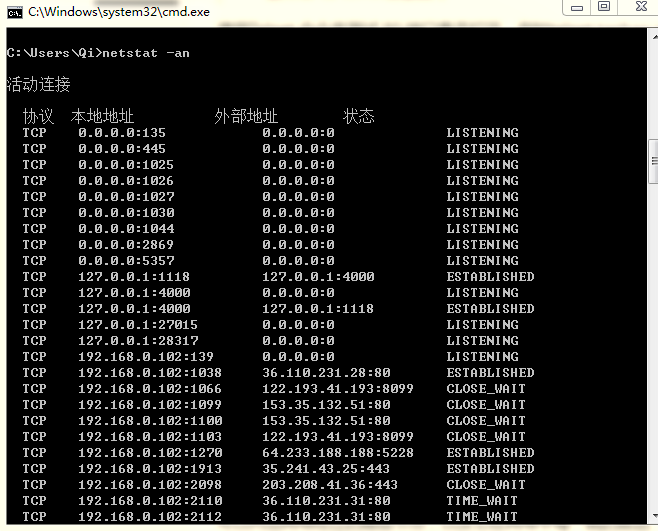 C:\Windows\system32\cmd.exe
C:\Users\Qi>netstat -an
活动连接
协议 本地地址 外部地址 状态
TCP 0.0.0.0:135 0.0.0.0:0 LISTENING
TCP 0.0.0.0:445 0.0.0.0:0 LISTENING
TCP 0.0.0.0:1025 0.0.0.0:0 LISTENING
TCP 0.0.0.0:1026 0.0.0.0:0 LISTENING
TCP 0.0.0.0:1027 0.0.0.0:0 LISTENING
TCP 0.0.0.0:1030 0.0.0.0:0 LISTENING
TCP 0.0.0.0:1044 0.0.0.0:0 LISTENING
TCP 0.0.0.0:2869 0.0.0.0:0 LISTENING
TCP 0.0.0.0:5357 0.0.0.0:0 LISTENING
TCP 127.0.0.1:1118 127.0.0.1:4000 ESTABLISHED
TCP 127.0.0.1:4000 0.0.0.0:0 LISTENING
TCP 127.0.0.1:4000 127.0.0.1:1118 ESTABLISHED
TCP 127.0.0.1:27015 0.0.0.0:0 LISTENING
TCP 127.0.0.1:28317 0.0.0.0:0 LISTENING
TCP 192.168.0.102:139 0.0.0.0:0 LISTENING
TCP 192.168.0.102:1038 36.110.231.28:80 ESTABLISHED
TCP 192.168.0.102:1066 122.193.41.193:8099 CLOSE_WAIT
TCP 192.168.0.102:1099 153.35.132.51:80 CLOSE_WAIT
TCP 192.168.0.102:1100 153.35.132.51:80 CLOSE_WAIT
TCP 192.168.0.102:1103 122.193.41.193:8099 CLOSE_WAIT
TCP 192.168.0.102:1270 64.233.188.188:5228 ESTABLISHED
TCP 192.168.0.102:1913 35.241.43.25:443 ESTABLISHED
TCP 192.168.0.102:2098 203.208.41.36:443 CLOSE_WAIT
TCP 192.168.0.102:2110 36.110.231.31:80 TIME_WAIT
TCP 192.168.0.102:2112 36.110.231.31:80 TIME_WAIT